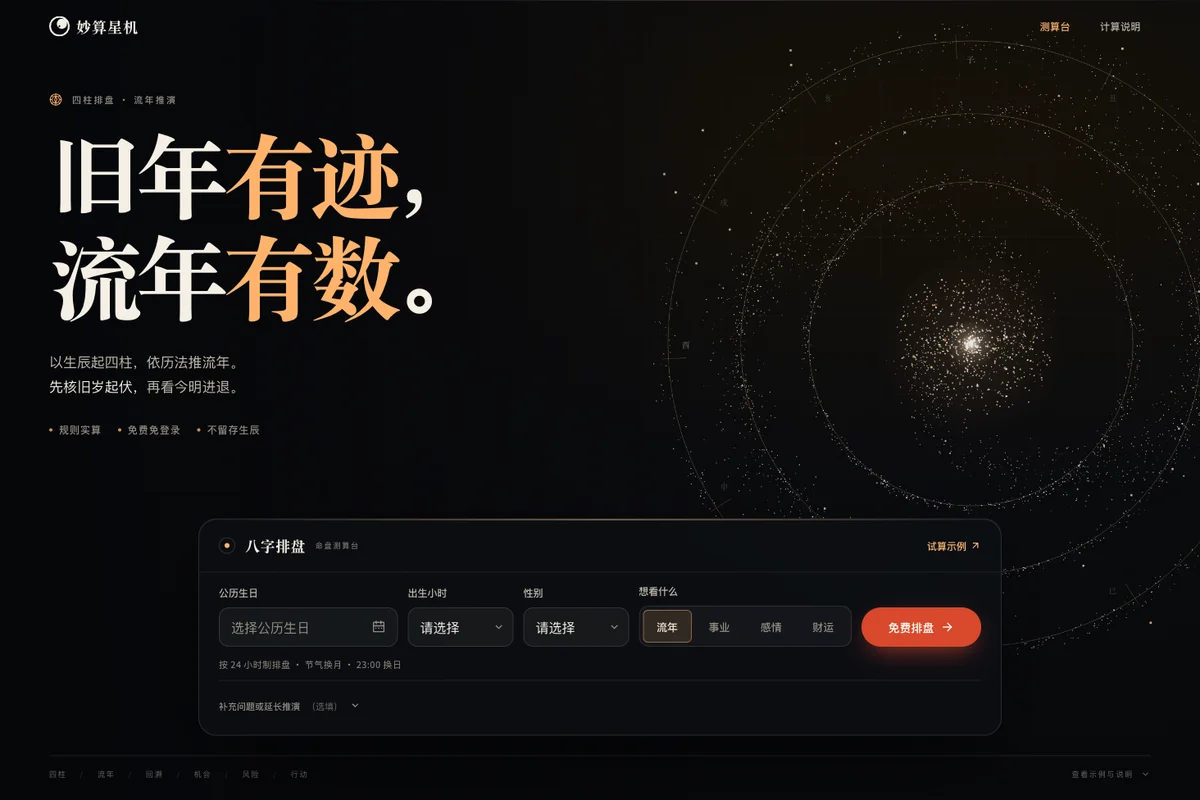 妙算星机
测算台
计算说明
四柱排盘 · 流年推演
旧年有迹，
流年有数。
以生辰起四柱，依历法推流年。
先核旧岁起伏，再看今明进退。
• 规则实算 • 免费免登录 • 不留存生辰
子
丑
亥
戌
酉
申
巳
八字排盘 命盘测算台
试算示例
公历生日
出生小时
性别
想看什么
选择公历生日
请选择
请选择
流年
事业
感情
财运
免费排盘
按 24 小时制排盘 · 节气换月 · 23:00 换日
补充问题或延长推演 （选填）
四柱 / 流年 / 回溯 / 机会 / 风险 / 行动
查看示例与说明